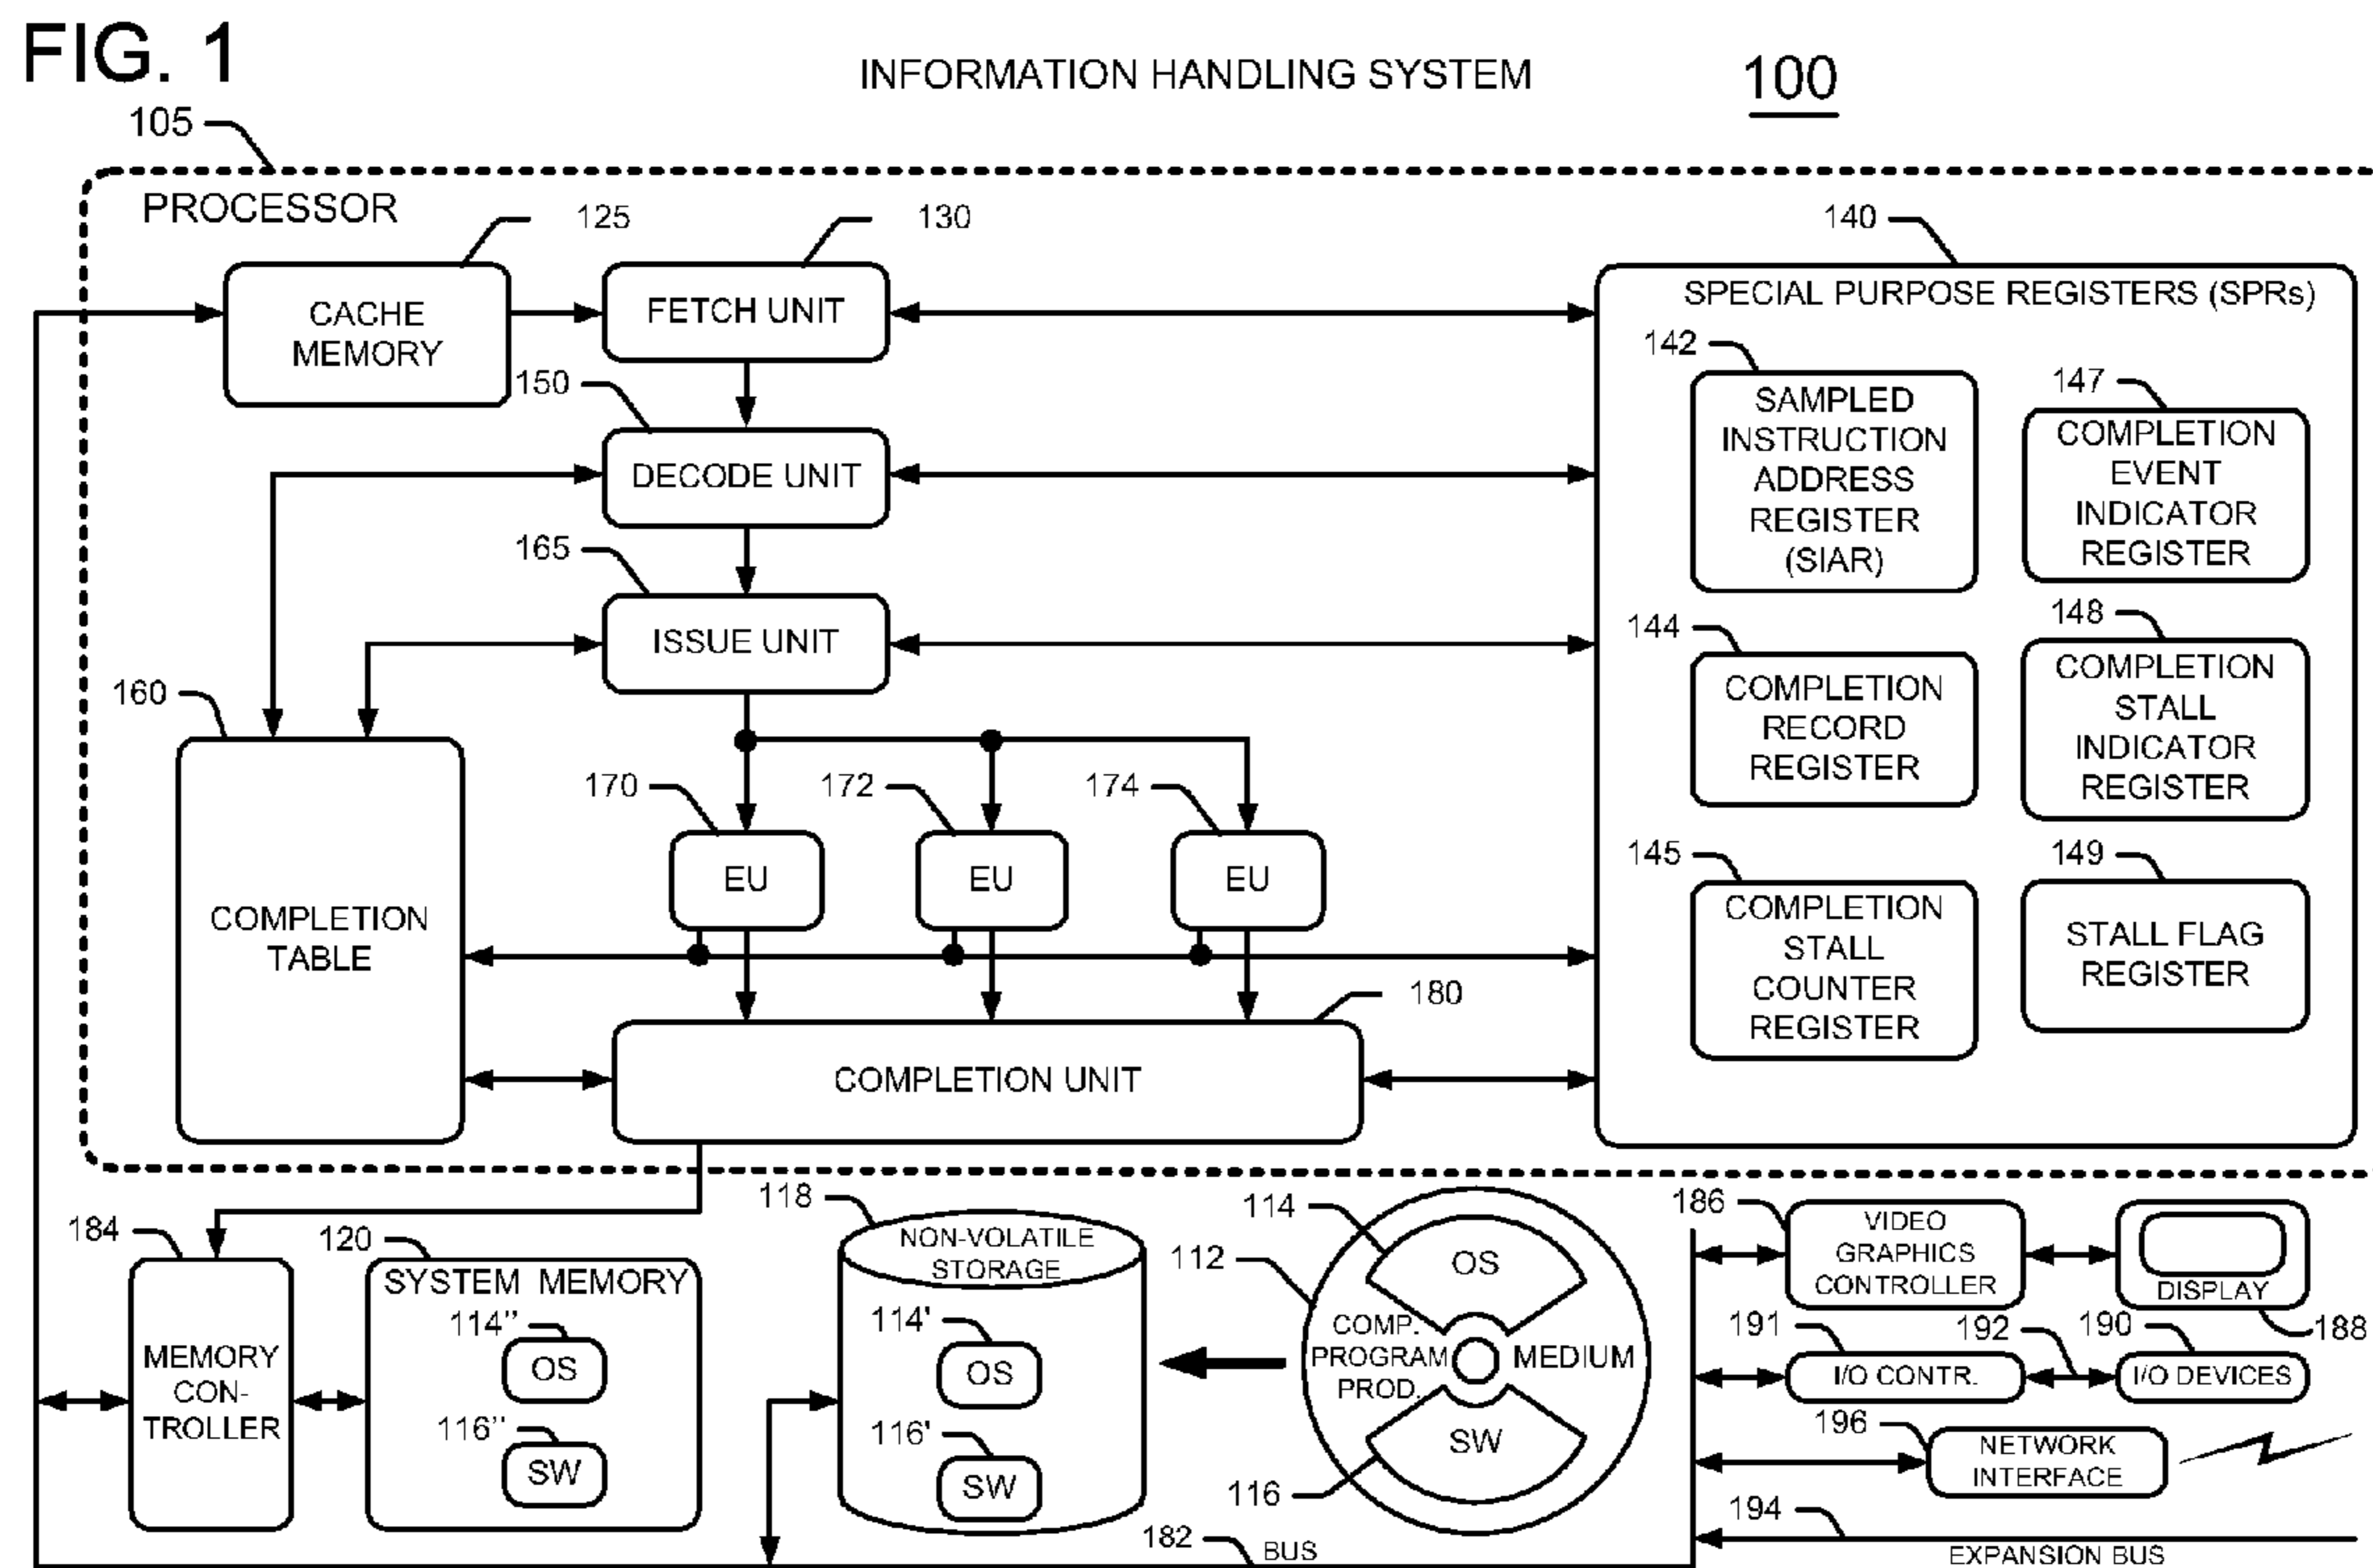 FIG. 1
INFORMATION HANDLING SYSTEM
100
105
PROCESSOR
125
130
140
CACHE
MEMORY
FETCH UNIT
SPECIAL PURPOSE REGISTERS (SPRs)
142
SAMPLED
INSTRUCTION
ADDRESS
REGISTER
(SIAR)
147
COMPLETION
EVENT
INDICATOR
REGISTER
150
DECODE UNIT
165
ISSUE UNIT
144
COMPLETION
RECORD
REGISTER
148
COMPLETION
STALL
INDICATOR
REGISTER
160
COMPLETION
TABLE
170
EU
172
EU
174
EU
145
COMPLETION
STALL
COUNTER
REGISTER
149
STALL FLAG
REGISTER
180
COMPLETION UNIT
184
MEMORY
CON-
TROLLER
120
SYSTEM MEMORY
114''
OS
116''
SW
118
NON-VOLATILE
STORAGE
114'
OS
116'
SW
114
112
OS
COMP.
PROGRAM
PROD.
MEDIUM
SW
116
186
VIDEO
GRAPHICS
CONTROLLER
DISPLAY
188
191
I/O CONTR.
192
190
I/O DEVICES
196
NETWORK
INTERFACE
194
EXPANSION BUS
182
BUS